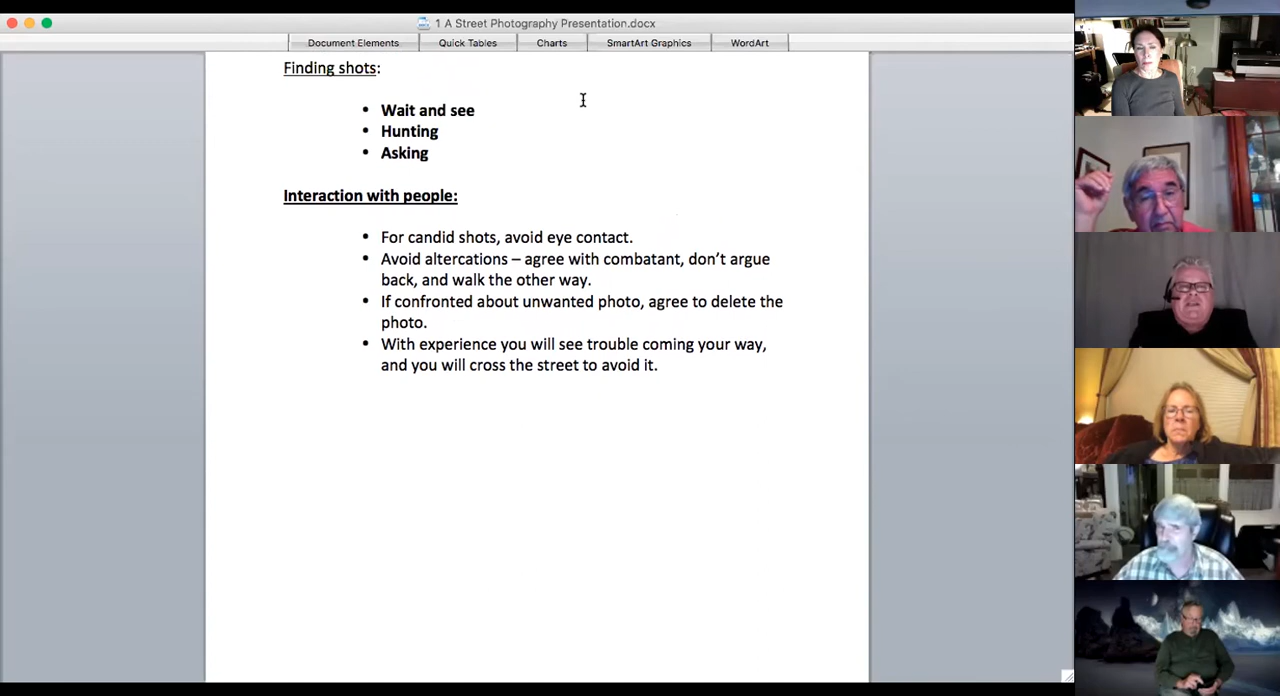 1 A Street Photography Presentation.docx
Document Elements Quick Tables Charts SmartArt Graphics WordArt
Finding shots:
• Wait and see
• Hunting
• Asking
Interaction with people:
• For candid shots, avoid eye contact.
• Avoid altercations – agree with combatant, don’t argue
back, and walk the other way.
• If confronted about unwanted photo, agree to delete the
photo.
• With experience you will see trouble coming your way,
and you will cross the street to avoid it.